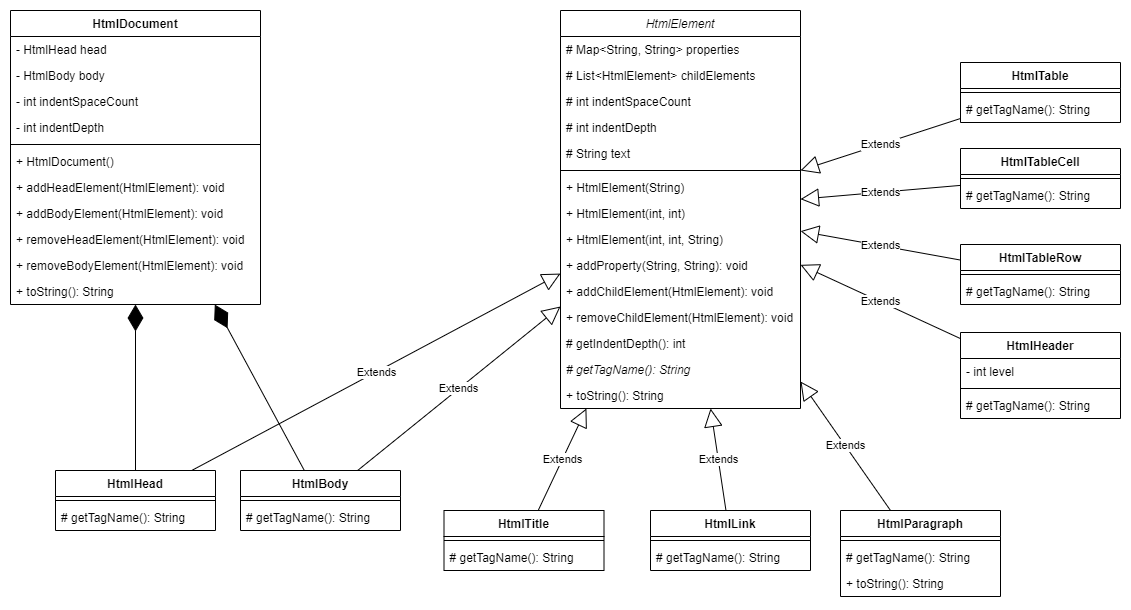 HtmlDocument
- HtmlHead head
- HtmlBody body
- int indentSpaceCount
- int indentDepth
+ HtmlDocument()
+ addHeadElement(HtmlElement): void
+ addBodyElement(HtmlElement): void
+ removeHeadElement(HtmlElement): void
+ removeBodyElement(HtmlElement): void
+ toString(): String
HtmlElement
# Map<String, String> properties
# List<HtmlElement> childElements
# int indentSpaceCount
# int indentDepth
# String text
+ HtmlElement(String)
+ HtmlElement(int, int)
+ HtmlElement(int, int, String)
+ addProperty(String, String): void
+ addChildElement(HtmlElement): void
+ removeChildElement(HtmlElement): void
# getIndentDepth(): int
# getTagName(): String
+ toString(): String
HtmlTable
# getTagName(): String
Extends
HtmlTableCell
# getTagName(): String
Extends
HtmlTableRow
# getTagName(): String
Extends
HtmlHeader
- int level
# getTagName(): String
Extends
Extends
Extends
Extends
Extends
Extends
HtmlHead
# getTagName(): String
HtmlBody
# getTagName(): String
HtmlTitle
# getTagName(): String
HtmlLink
# getTagName(): String
HtmlParagraph
# getTagName(): String
+ toString(): String